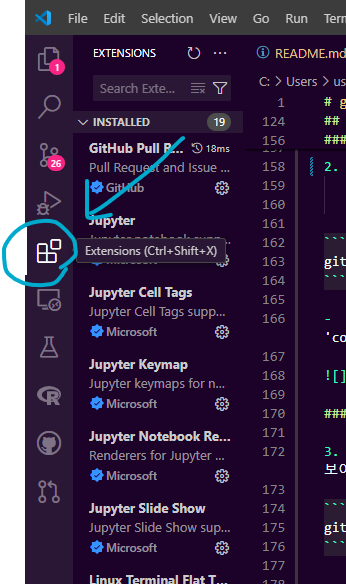 File Edit Selection View Go Run Term
EXTENSIONS
README.md
C: > Users > us
1
Search Exte...
INSTALLED 19
1 # g
124 ##
156 ###
GitHub Pull R... 18ms
Pull Request and Issue ...
GitHub
158 2.
159
160
161
162 ```
163 git
164 ```
165
166 -
'co
167
168 ![]
169
170 ###
171
172 3.
보이
173
174 ```
175 git
176 ```
177
26
Jupyter
Extensions (Ctrl+Shift+X)
Microsoft
Jupyter Cell Tags
Jupyter Cell Tags supp...
Microsoft
Jupyter Keymap
Jupyter keymaps for n...
Microsoft
Jupyter Notebook Re...
Renderers for Jupyter ...
Microsoft
Jupyter Slide Show
Jupyter Slide Show sup...
Microsoft
Linux Terminal Flat T
R